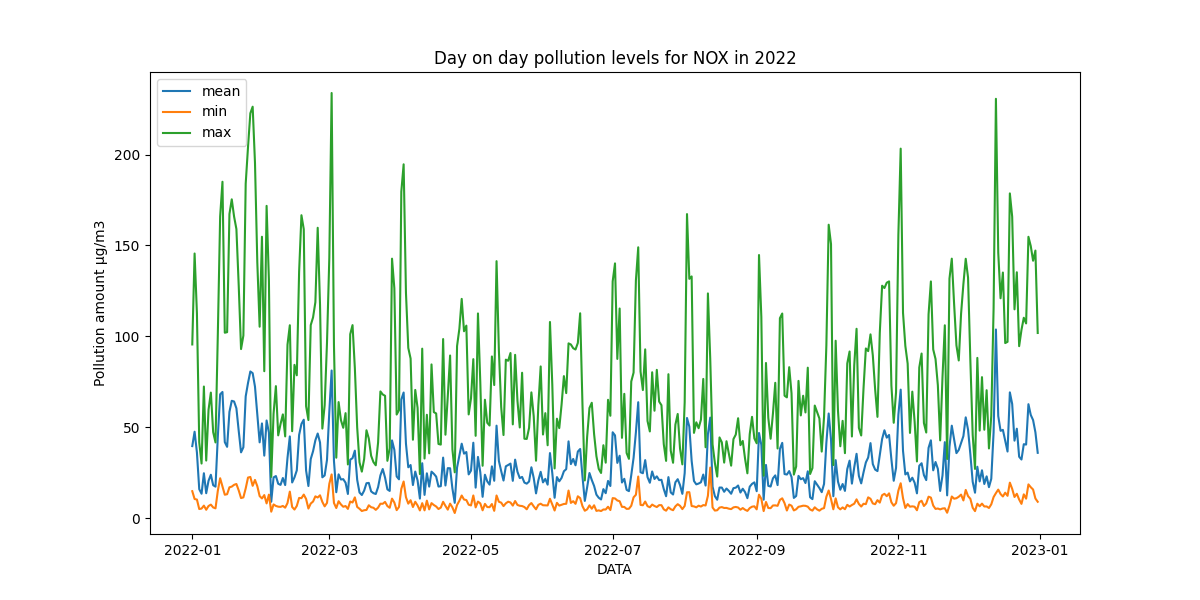 Day on day pollution levels for NOX in 2022
mean
min
max
200
150
100
50
0
Pollution amount µg/m3
2022-01 2022-03 2022-05 2022-07 2022-09 2022-11 2023-01
DATA